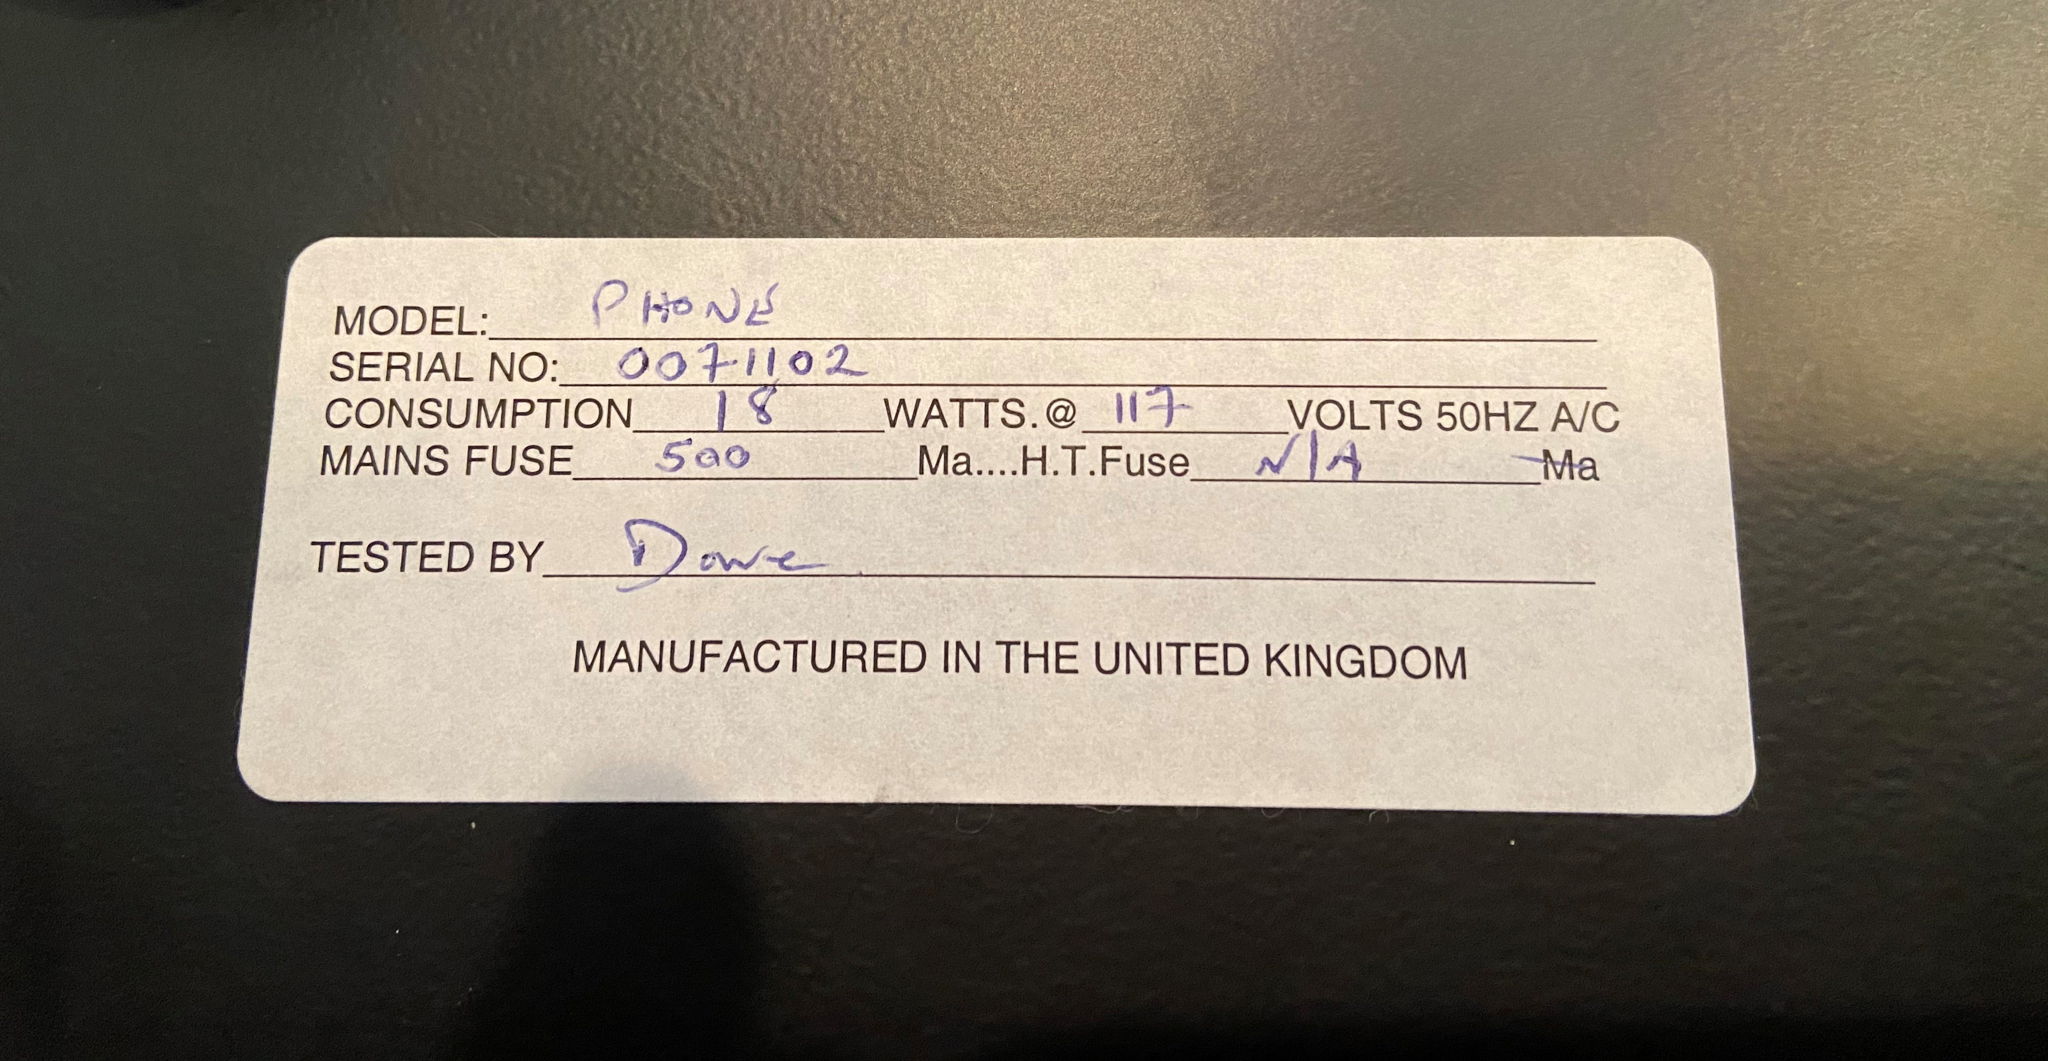 MODEL: PHONE
SERIAL NO: 0071102
CONSUMPTION 18 WATTS. @ 117 VOLTS 50HZ A/C
MAINS FUSE 500 Ma....H.T.Fuse N/A Ma
TESTED BY
MANUFACTURED IN THE UNITED KINGDOM